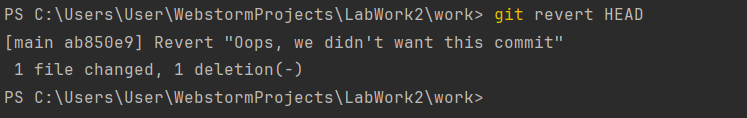 PS C:\Users\User\WebstormProjects\LabWork2\work> git revert HEAD
[main ab850e9] Revert "Oops, we didn't want this commit"
 1 file changed, 1 deletion(-)
PS C:\Users\User\WebstormProjects\LabWork2\work>